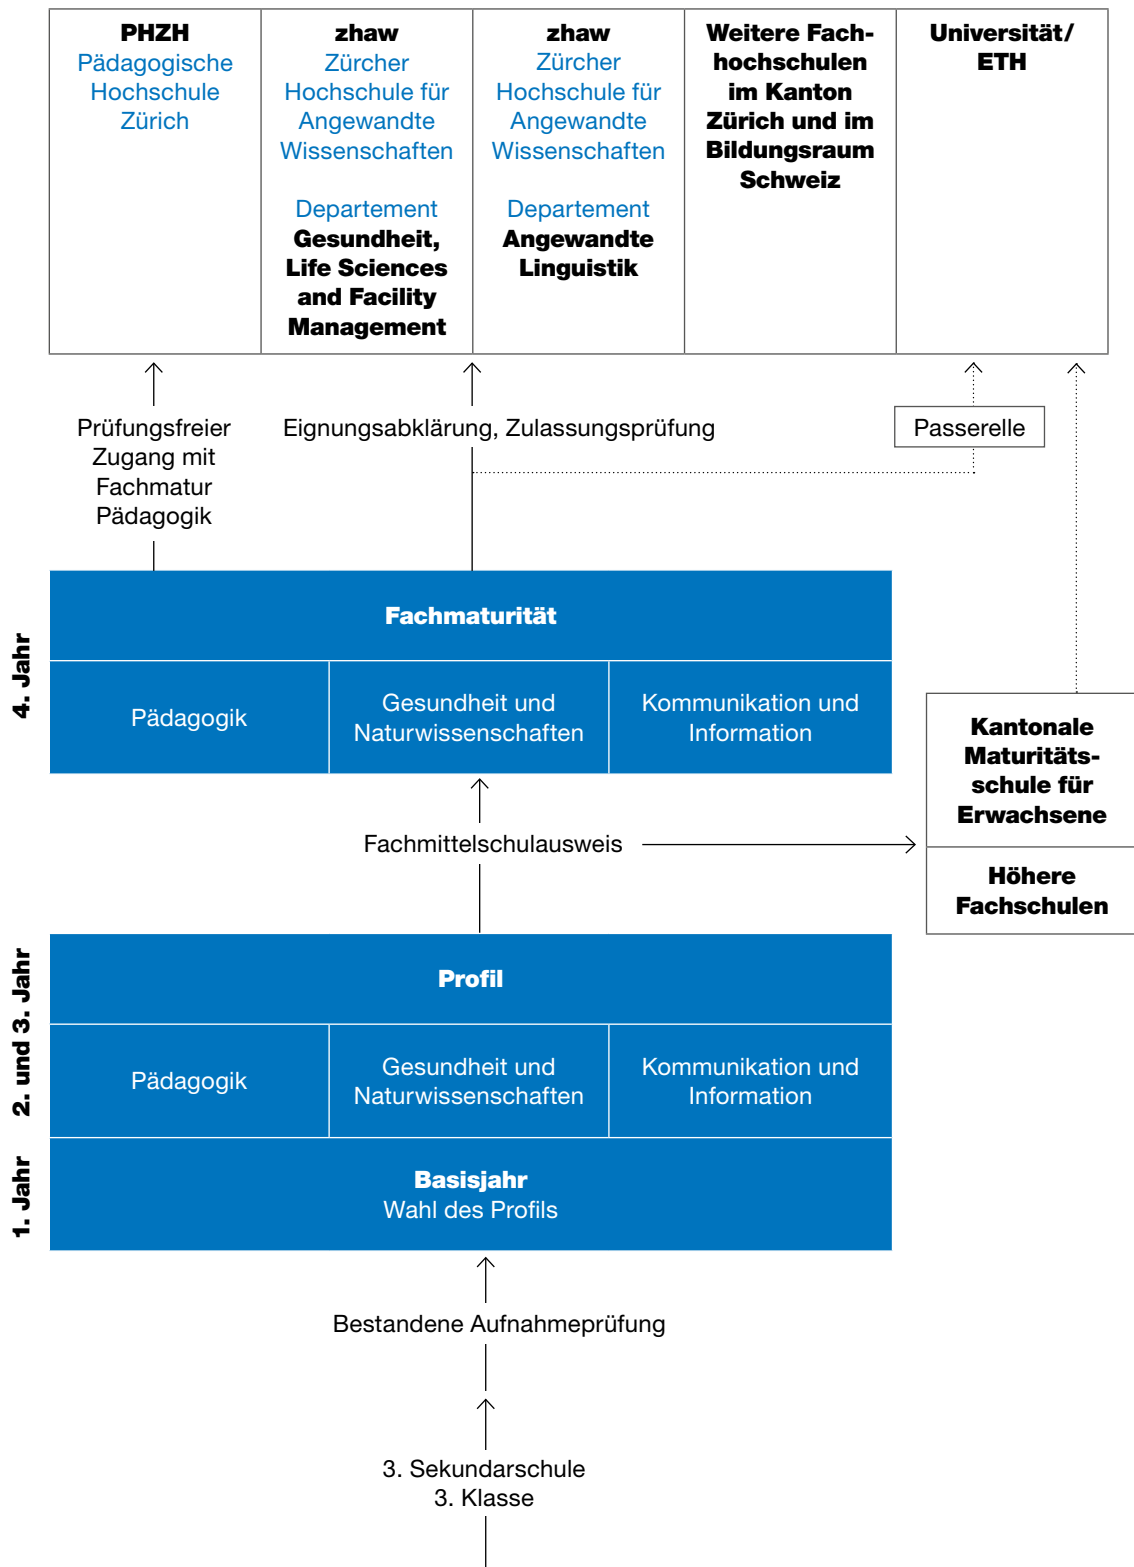 PHZH
Pädagogische
Hochschule
Zürich
zhaw
Zürcher
Hochschule für
Angewandte
Wissenschaften
Departement
Gesundheit,
Life Sciences
and Facility
Management
zhaw
Zürcher
Hochschule für
Angewandte
Wissenschaften
Departement
Angewandte
Linguistik
Weitere Fach-
hochschulen
im Kanton
Zürich und im
Bildungsraum
Schweiz
Universität/
ETH
Prüfungsfreier
Zugang mit
Fachmatur
Pädagogik
Eignungsabklärung, Zulassungsprüfung
Passerelle
4. Jahr
Fachmaturität
Pädagogik
Gesundheit und
Naturwissenschaften
Kommunikation und
Information
Kantonale
Maturitäts-
schule für
Erwachsene
Höhere
Fachschulen
Fachmittelschulausweis
2. und 3. Jahr
Profil
Pädagogik
Gesundheit und
Naturwissenschaften
Kommunikation und
Information
1. Jahr
Basisjahr
Wahl des Profils
Bestandene Aufnahmeprüfung
3. Sekundarschule
3. Klasse